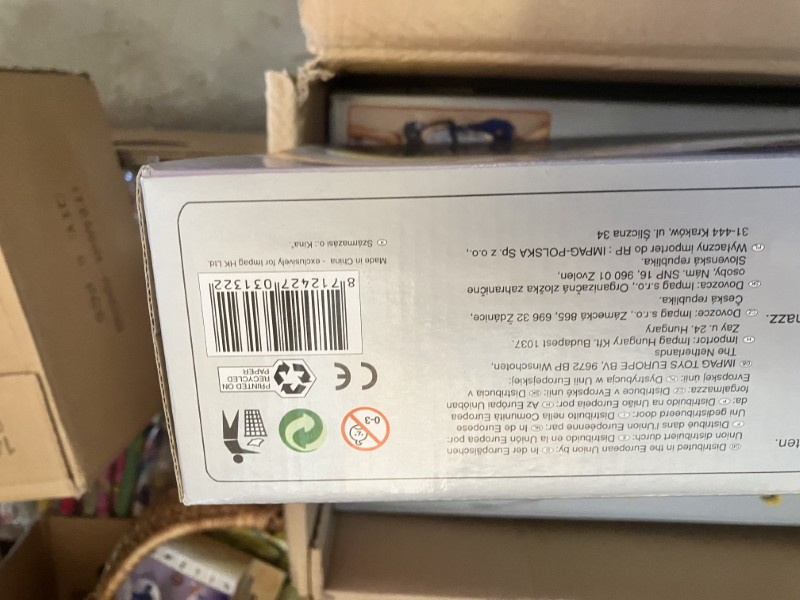 Distributed in the European Union by: In der Europäischen
Union distribuiert durch: Distribuido en la Unión Europea por:
Distribué dans l'Union Européenne par: In de Europese
Unie gedistribueerd door: Distribuito nella Comunità Europea
da: Distribuido na União Europeia por: Az Európai Unióban
forgalmazza: Distribuce v Evropské unii: Distribúcia v
Európskej únii: Dystrybucja w Unii Europejskiej:
IMPAG TOYS EUROPE BV, 9672 BP Winschoten,
The Netherlands
Importőr: Impag Hungary Kft. Budapest 1037.
Zay u. 24. Hungary
Dovozce: Impag s.r.o., Zámecká 865, 696 32 Ždánice,
Česká republika.
Dovozca: Impag s.r.o., Organizačná zložka zahraničnej
osoby, Nám. SNP 16, 960 01 Zvolen,
Slovenská republika.
Wyłączny importer do RP : IMPAG-POLSKA Sp. z o.o.,
31-444 Kraków, ul. Śliczna 34
0-3
CE
PRINTED ON
RECYCLED
PAPER
8 712427 031322
Made in China - exclusively for Impag HK Ltd.
Származási o.: Kína"
ten.
nazz.